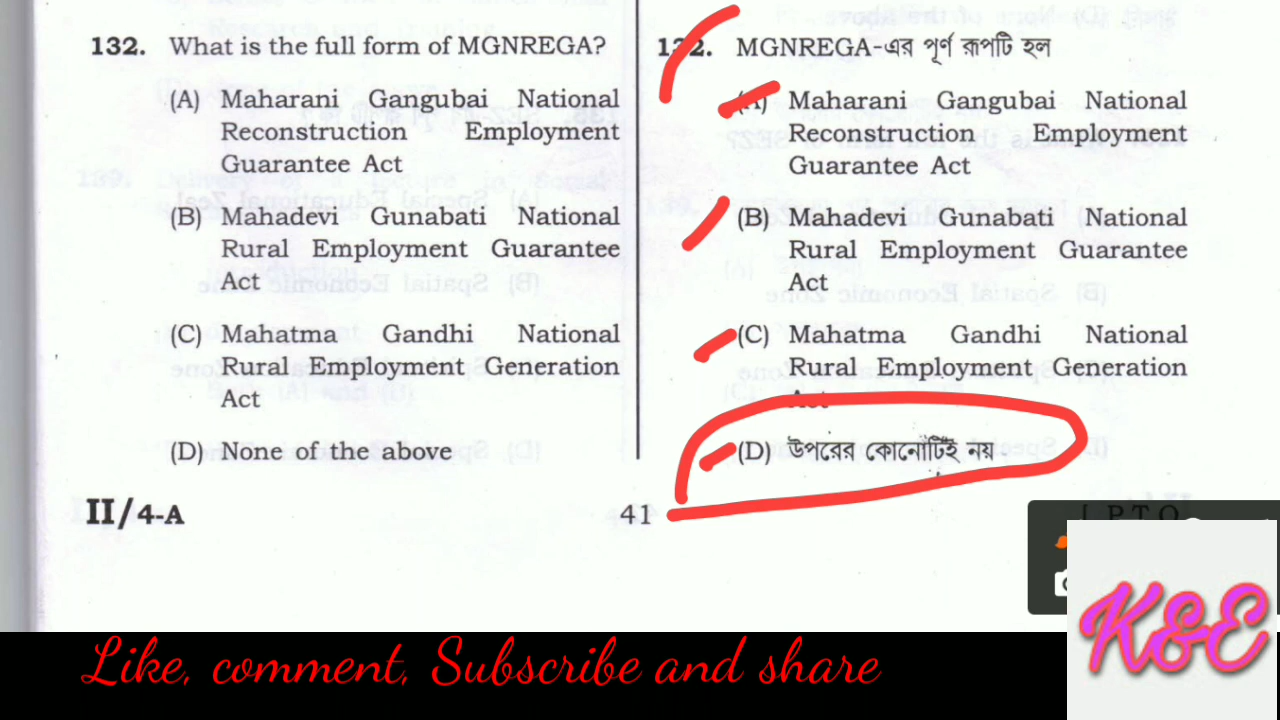 132. What is the full form of MGNREGA?
(A) Maharani Gangubai National
Reconstruction Employment
Guarantee Act
(B) Mahadevi Gunabati National
Rural Employment Guarantee
Act
(C) Mahatma Gandhi National
Rural Employment Generation
Act
(D) None of the above
II/4-A
132. MGNREGA-এর পূর্ণ রূপটি হল
(A) Maharani Gangubai National
Reconstruction Employment
Guarantee Act
(B) Mahadevi Gunabati National
Rural Employment Guarantee
Act
(C) Mahatma Gandhi National
Rural Employment Generation
Act
(D) উপরের কোনোটিই নয়
41
[ P.T.O.
K&E
Like, comment, Subscribe and share